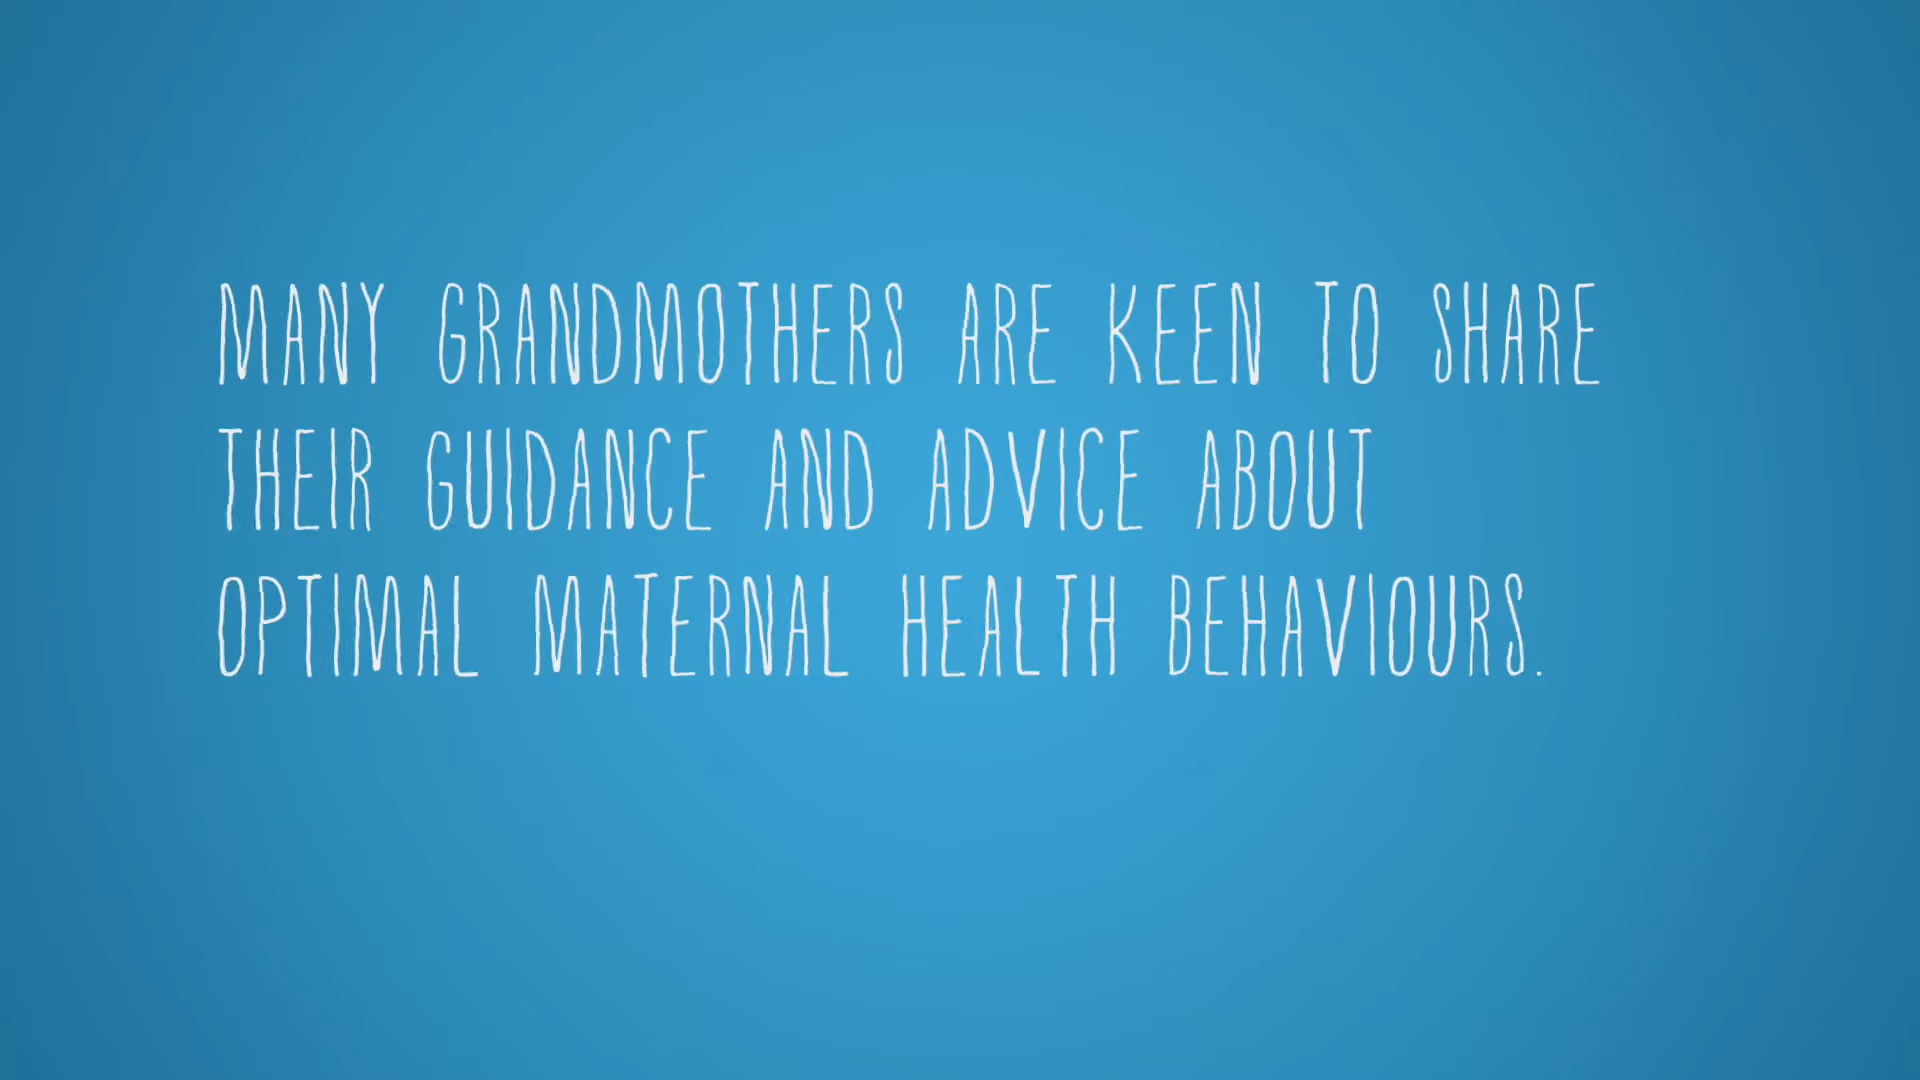 MANY GRANDMOTHERS ARE KEEN TO SHARE
THEIR GUIDANCE AND ADVICE ABOUT
OPTIMAL MATERNAL HEALTH BEHAVIOURS.